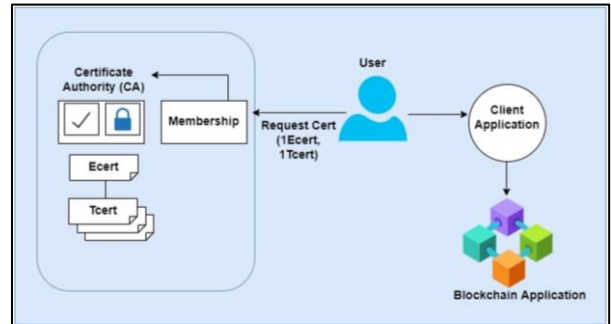 Certificate
Authority (CA)
Membership
Ecert
Tcert
User
Request Cert
(1Ecert,
1Tcert)
Client
Application
Blockchain Application